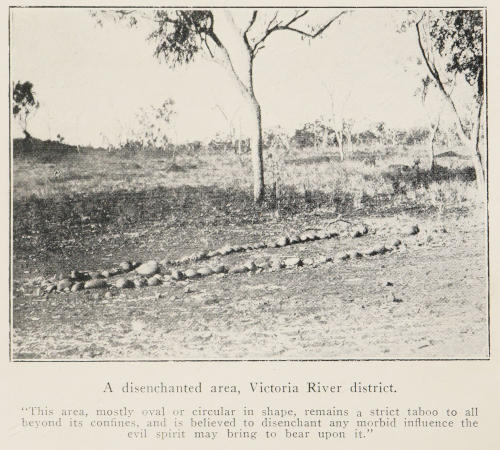 A disenchanted area, Victoria River district.
"This area, mostly oval or circular in shape, remains a strict taboo to all
beyond its confines, and is believed to disenchant any morbid influence the
evil spirit may bring to bear upon it."